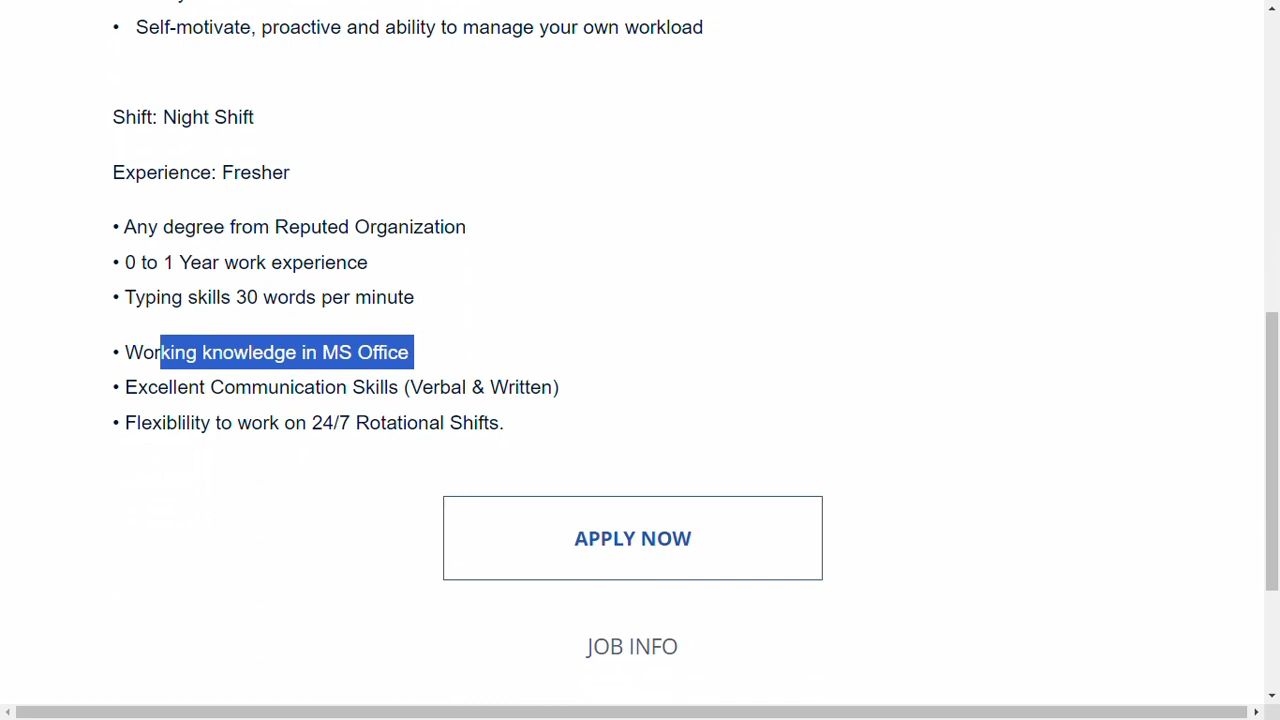 • Self-motivate, proactive and ability to manage your own workload
Shift: Night Shift
Experience: Fresher
• Any degree from Reputed Organization
• 0 to 1 Year work experience
• Typing skills 30 words per minute
• Working knowledge in MS Office
• Excellent Communication Skills (Verbal & Written)
• Flexiblility to work on 24/7 Rotational Shifts.
APPLY NOW
JOB INFO